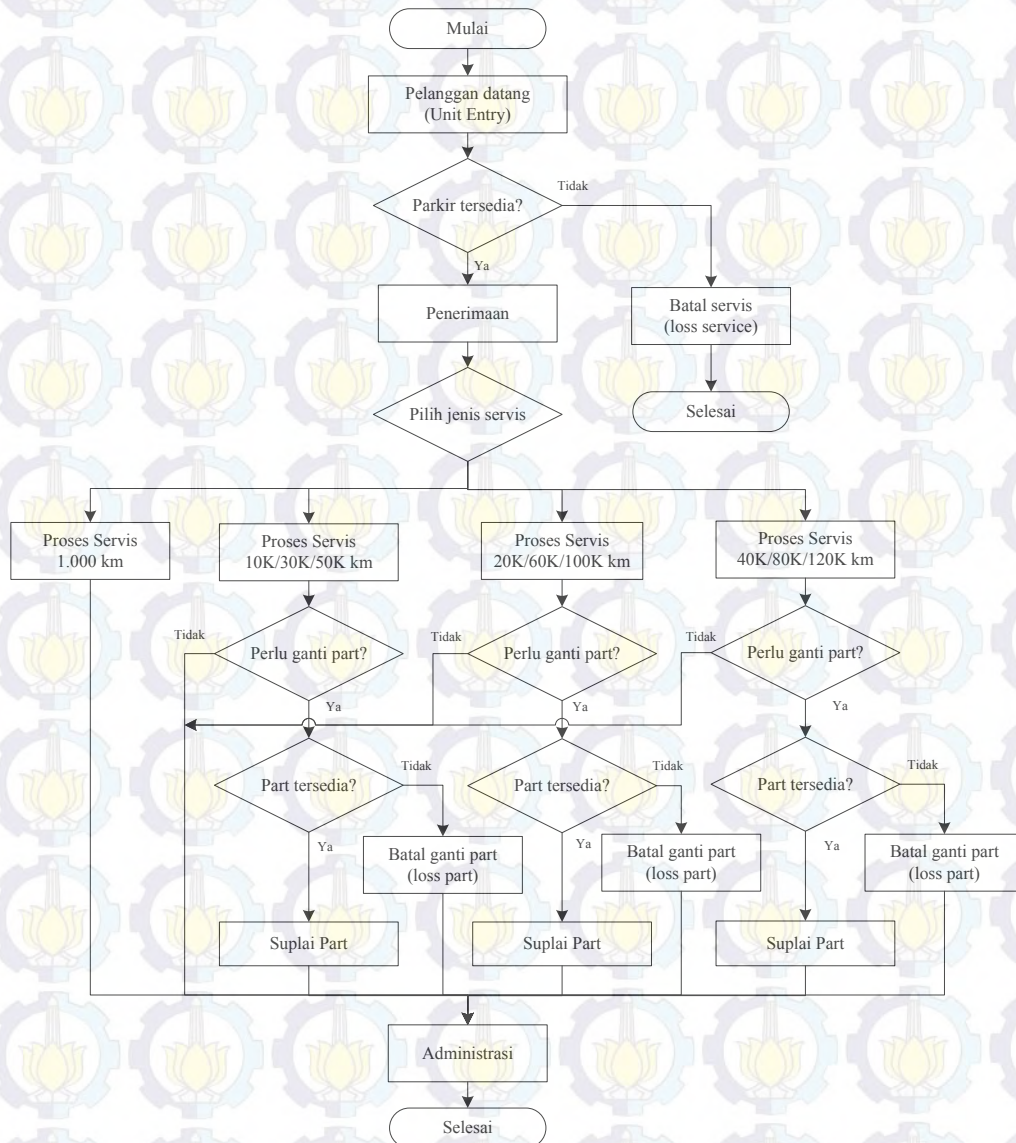 Mulai
Pelanggan datang
(Unit Entry)
Parkir tersedia?
Tidak
Ya
Penerimaan
Batal servis
(loss service)
Pilih jenis servis
Selesai
Proses Servis
1.000 km
Proses Servis
10K/30K/50K km
Proses Servis
20K/60K/100K km
Proses Servis
40K/80K/120K km
Tidak
Perlu ganti part?
Tidak
Perlu ganti part?
Tidak
Perlu ganti part?
Ya
Ya
Ya
Part tersedia?
Tidak
Part tersedia?
Tidak
Part tersedia?
Tidak
Ya
Batal ganti part
(loss part)
Ya
Batal ganti part
(loss part)
Ya
Batal ganti part
(loss part)
Suplai Part
Suplai Part
Suplai Part
Administrasi
Selesai